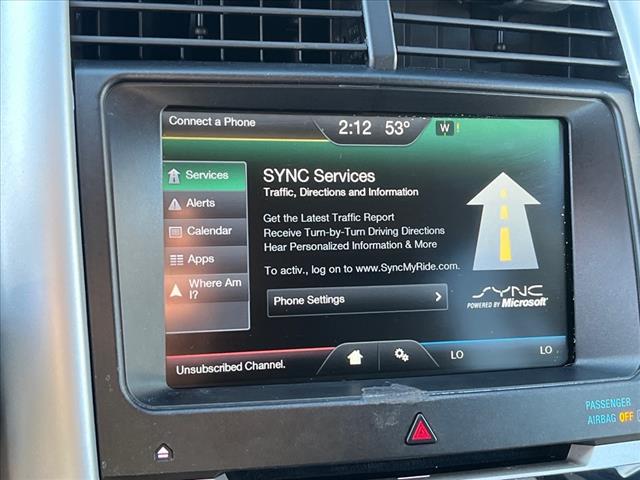 Connect a Phone
2:12 53°
W !
Services
Alerts
Calendar
Apps
Where Am
I?
SYNC Services
Traffic, Directions and Information
Get the Latest Traffic Report
Receive Turn-by-Turn Driving Directions
Hear Personalized Information & More
To activ., log on to www.SyncMyRide.com.
Phone Settings
SYNC
POWERED BY Microsoft
Unsubscribed Channel.
LO
LO
PASSENGER
AIRBAG OFF